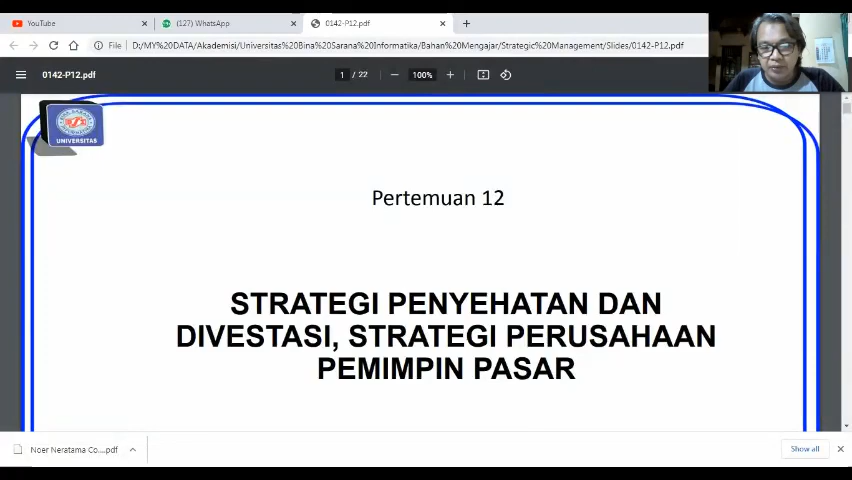 YouTube
(127) WhatsApp
0142-P12.pdf
File
D:/MY%20DATA/Akademisi/Universitas%20Bina%20Sarana%20Informatika/Bahan%20Mengajar/Strategic%20Management/Slides/0142-P12.pdf
0142-P12.pdf
1 / 22
100%
UNIVERSITAS
Pertemuan 12
STRATEGI PENYEHATAN DAN
DIVESTASI, STRATEGI PERUSAHAAN
PEMIMPIN PASAR
Noer Neratama Co....pdf
Show all